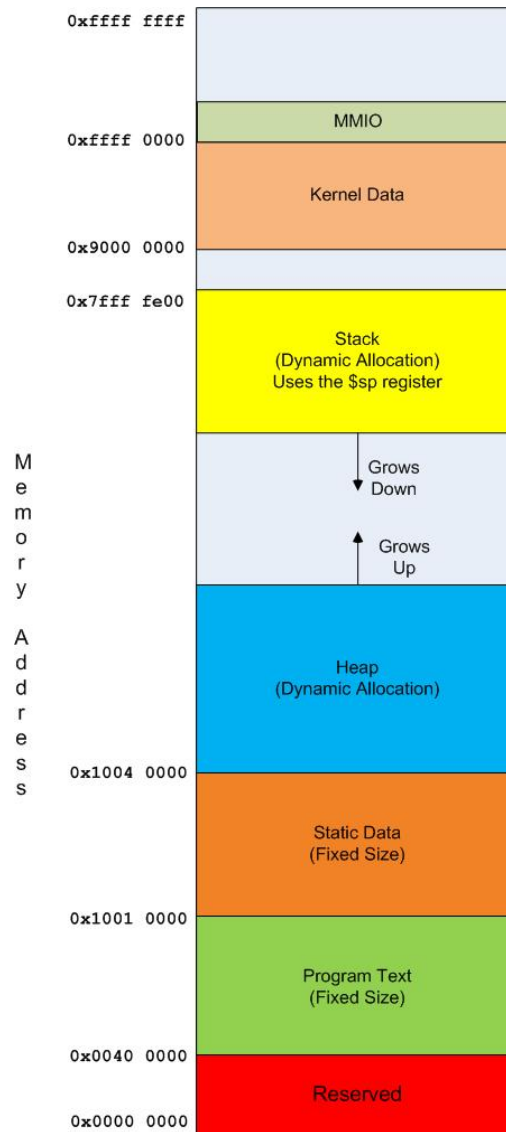 0xffff ffff
MMIO
0xffff 0000
Kernel Data
0x9000 0000
0x7fff fe00
Stack
(Dynamic Allocation)
Uses the $sp register
Grows
Down
Grows
Up
Memory Address
Heap
(Dynamic Allocation)
0x1004 0000
Static Data
(Fixed Size)
0x1001 0000
Program Text
(Fixed Size)
0x0040 0000
Reserved
0x0000 0000